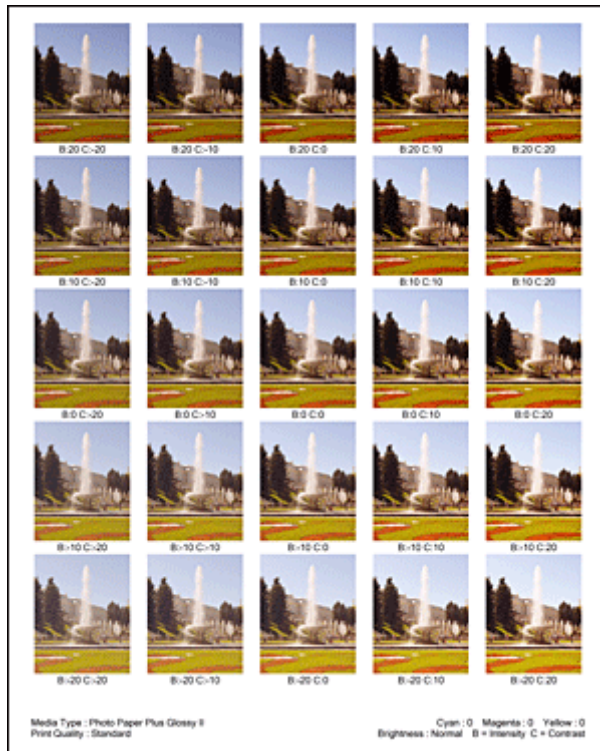 B:20 C:-20 B:20 C:-10 B:20 C:0 B:20 C:10 B:20 C:20
B:10 C:-20 B:10 C:-10 B:10 C:0 B:10 C:10 B:10 C:20
B:0 C:-20 B:0 C:-10 B:0 C:0 B:0 C:10 B:0 C:20
B:-10 C:-20 B:-10 C:-10 B:-10 C:0 B:-10 C:10 B:-10 C:20
B:-20 C:-20 B:-20 C:-10 B:-20 C:0 B:-20 C:10 B:-20 C:20
Media Type : Photo Paper Plus Glossy II Cyan : 0 Magenta : 0 Yellow : 0
Print Quality : Standard Brightness : Normal B = Intensity C = Contrast